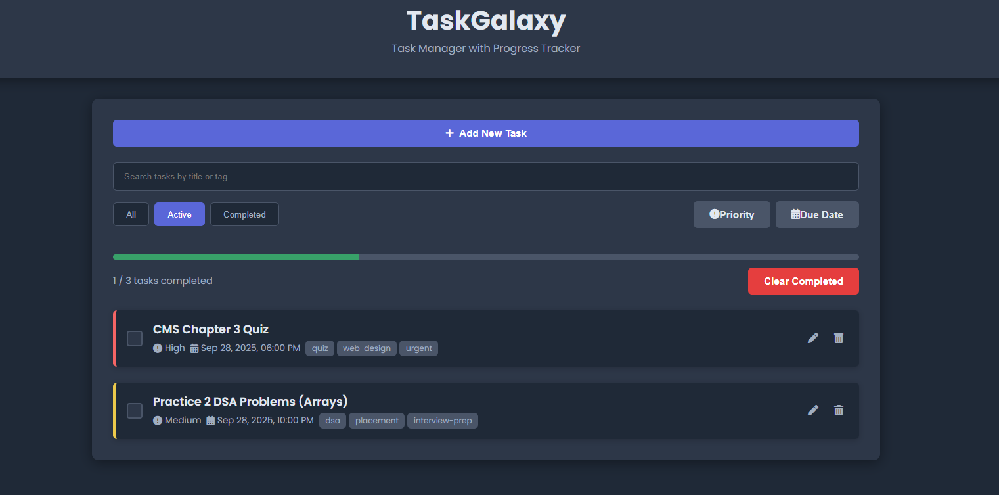 TaskGalaxy
Task Manager with Progress Tracker
Add New Task
Search tasks by title or tag...
All Active Completed Priority Due Date
1 / 3 tasks completed Clear Completed
CMS Chapter 3 Quiz
High Sep 28, 2025, 06:00 PM quiz web-design urgent
Practice 2 DSA Problems (Arrays)
Medium Sep 28, 2025, 10:00 PM dsa placement interview-prep